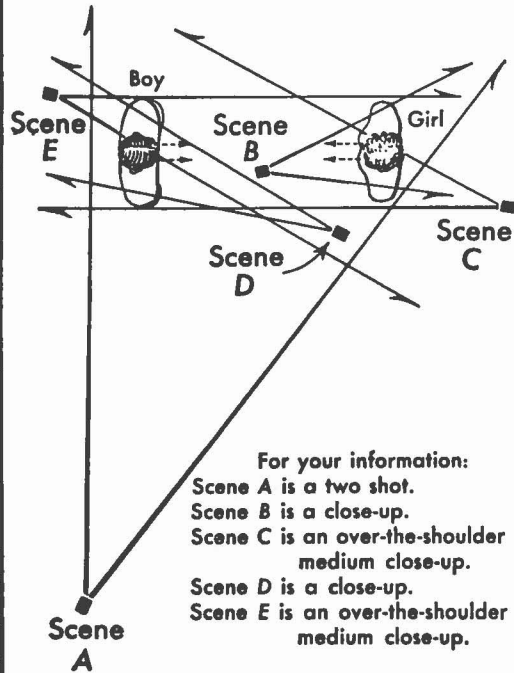 Boy
Girl
Scene
E
Scene
B
Scene
D
Scene
C
For your information:
Scene A is a two shot.
Scene B is a close-up.
Scene C is an over-the-shoulder
medium close-up.
Scene D is a close-up.
Scene E is an over-the-shoulder
medium close-up.
Scene
A